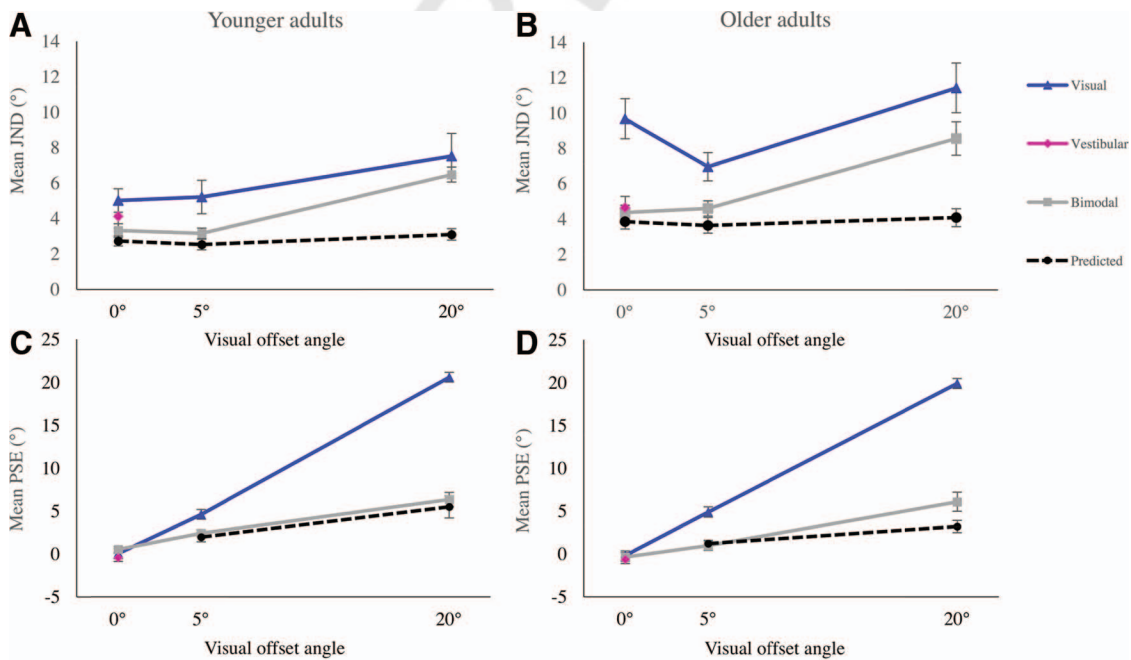 A
Younger adults
Mean JND (°)
14
12
10
8
6
4
2
0
0°
5°
20°
Visual offset angle
B
Older adults
Mean JND (°)
14
12
10
8
6
4
2
0
0°
5°
20°
Visual offset angle
Visual
Vestibular
Bimodal
Predicted
C
Mean PSE (°)
25
20
15
10
5
0
-5
0°
5°
20°
Visual offset angle
D
Mean PSE (°)
25
20
15
10
5
0
-5
0°
5°
20°
Visual offset angle